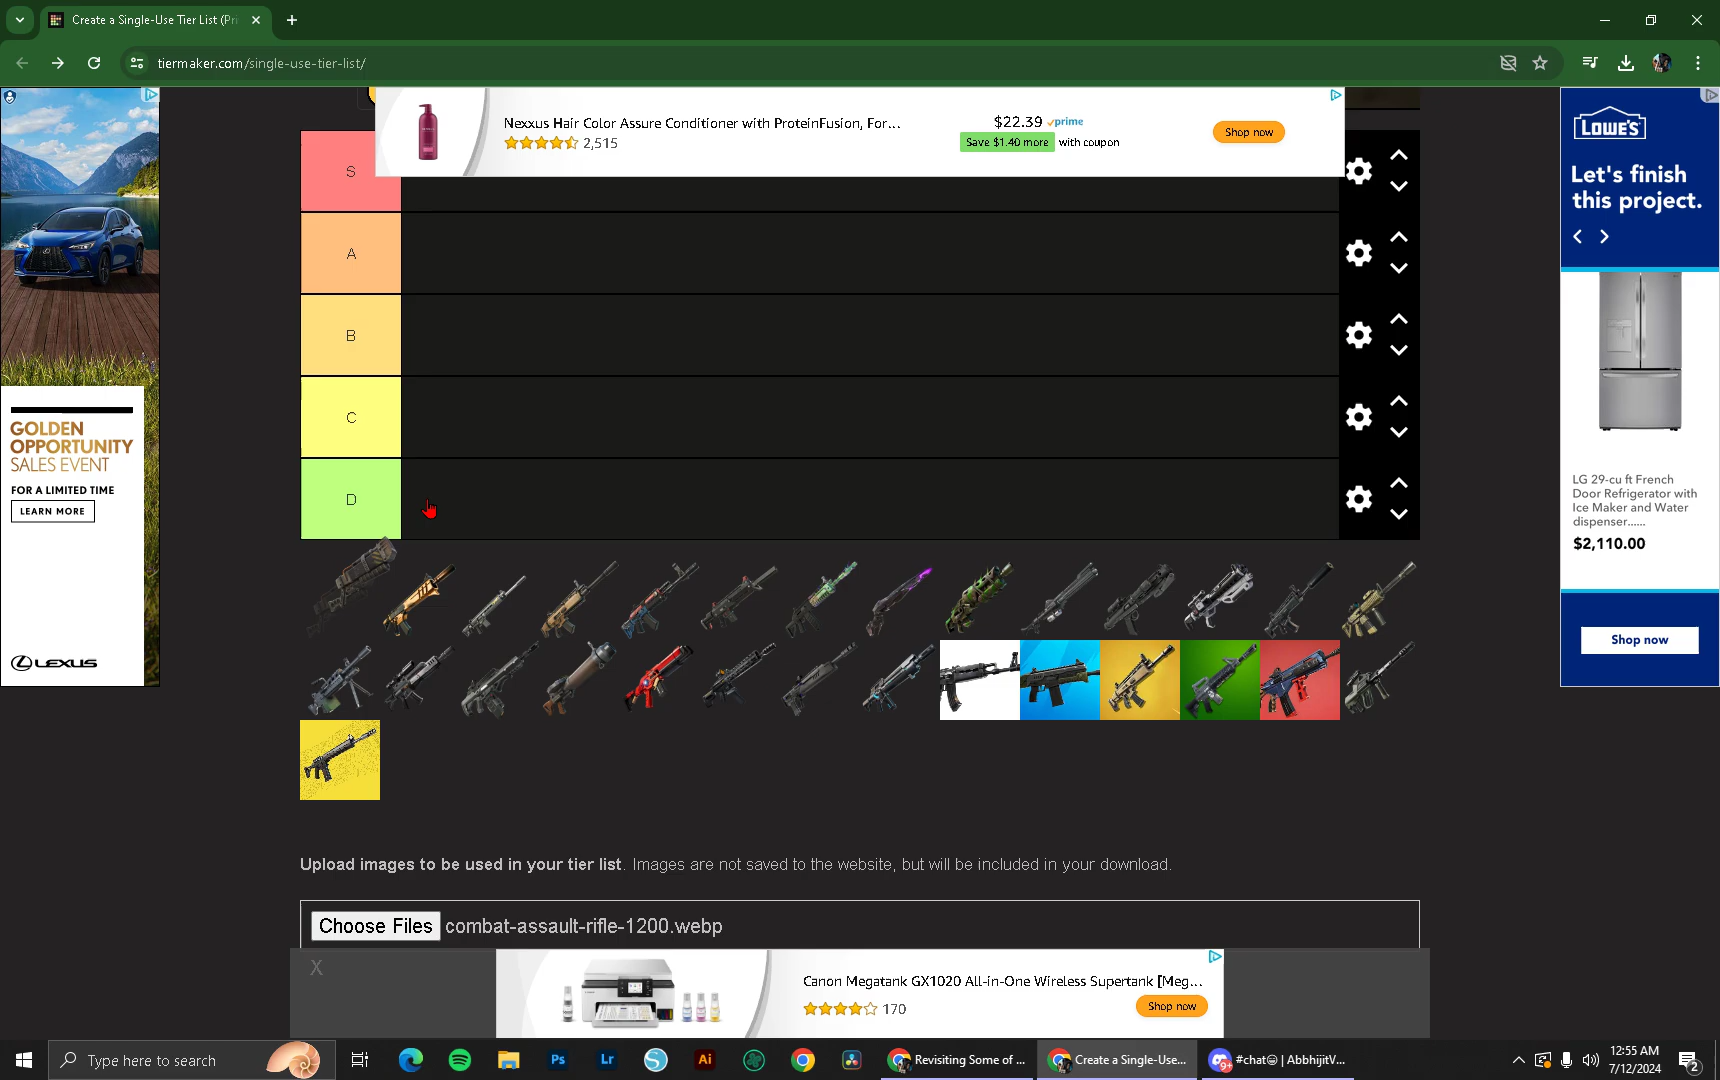 Create a Single-Use Tier List (Pri
tiermaker.com/single-use-tier-list/
Nexxus Hair Color Assure Conditioner with ProteinFusion, For...
2,515
$22.39 prime
Save $1.40 more with coupon
Shop now
S
A
B
C
D
GOLDEN
OPPORTUNITY
SALES EVENT
FOR A LIMITED TIME
LEARN MORE
LEXUS
LOWE'S
Let's finish
this project.
LG 29-cu ft French
Door Refrigerator with
Ice Maker and Water
dispenser......
$2,110.00
Shop now
Upload images to be used in your tier list. Images are not saved to the website, but will be included in your download.
Choose Files combat-assault-rifle-1200.webp
X
Canon Megatank GX1020 All-in-One Wireless Supertank [Meg...
170
Shop now
Type here to search
Ps
Lr
Ai
Revisiting Some of ...
Create a Single-Use...
9+
#chat😄 | AbbhijitV...
12:55 AM
7/12/2024
2